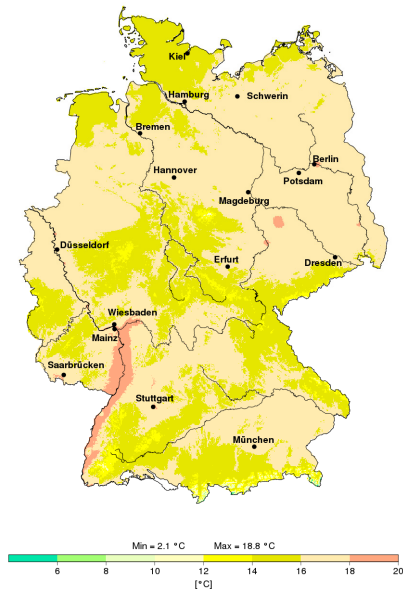 Kiel
Hamburg
Schwerin
Bremen
Berlin
Hannover
Potsdam
Magdeburg
Düsseldorf
Erfurt
Dresden
Wiesbaden
Mainz
Saarbrücken
Stuttgart
München
Min = 2.1 °C Max = 18.8 °C
6 8 10 12 14 16 18 20
[°C]